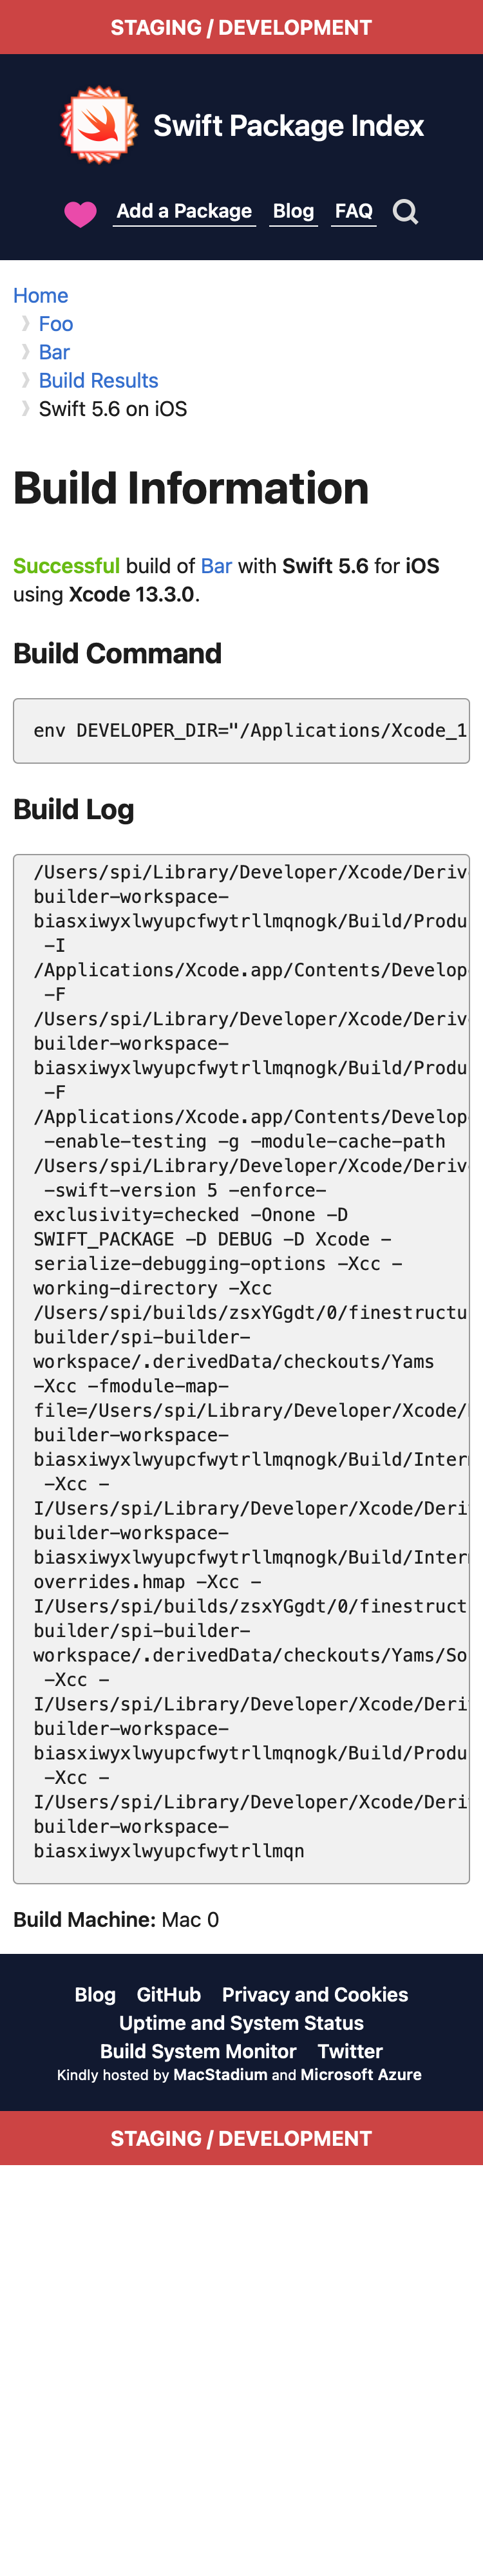 STAGING / DEVELOPMENT
Swift Package Index
Add a Package Blog FAQ
Home
Foo
Bar
Build Results
Swift 5.6 on iOS
Build Information
Successful build of Bar with Swift 5.6 for iOS
using Xcode 13.3.0.
Build Command
env DEVELOPER_DIR="/Applications/Xcode_1
Build Log
/Users/spi/Library/Developer/Xcode/Derive
builder-workspace-
biasxiwyxlwyupcfwytrllmqnogk/Build/Produ
-I
/Applications/Xcode.app/Contents/Develope
-F
/Users/spi/Library/Developer/Xcode/Derive
builder-workspace-
biasxiwyxlwyupcfwytrllmqnogk/Build/Produ
-F
/Applications/Xcode.app/Contents/Develope
-enable-testing -g -module-cache-path
/Users/spi/Library/Developer/Xcode/Derive
-swift-version 5 -enforce-
exclusivity=checked -Onone -D
SWIFT_PACKAGE -D DEBUG -D Xcode -
serialize-debugging-options -Xcc -
working-directory -Xcc
/Users/spi/builds/zsxYGgdt/0/finestructu
builder/spi-builder-
workspace/.derivedData/checkouts/Yams
-Xcc -fmodule-map-
file=/Users/spi/Library/Developer/Xcode/
builder-workspace-
biasxiwyxlwyupcfwytrllmqnogk/Build/Inter
-Xcc -
I/Users/spi/Library/Developer/Xcode/Deri
builder-workspace-
biasxiwyxlwyupcfwytrllmqnogk/Build/Inter
overrides.hmap -Xcc -
I/Users/spi/builds/zsxYGgdt/0/finestruct
builder/spi-builder-
workspace/.derivedData/checkouts/Yams/So
-Xcc -
I/Users/spi/Library/Developer/Xcode/Deri
builder-workspace-
biasxiwyxlwyupcfwytrllmqnogk/Build/Produ
-Xcc -
I/Users/spi/Library/Developer/Xcode/Deri
builder-workspace-
biasxiwyxlwyupcfwytrllmqn
Build Machine: Mac 0
Blog GitHub Privacy and Cookies
Uptime and System Status
Build System Monitor Twitter
Kindly hosted by MacStadium and Microsoft Azure
STAGING / DEVELOPMENT